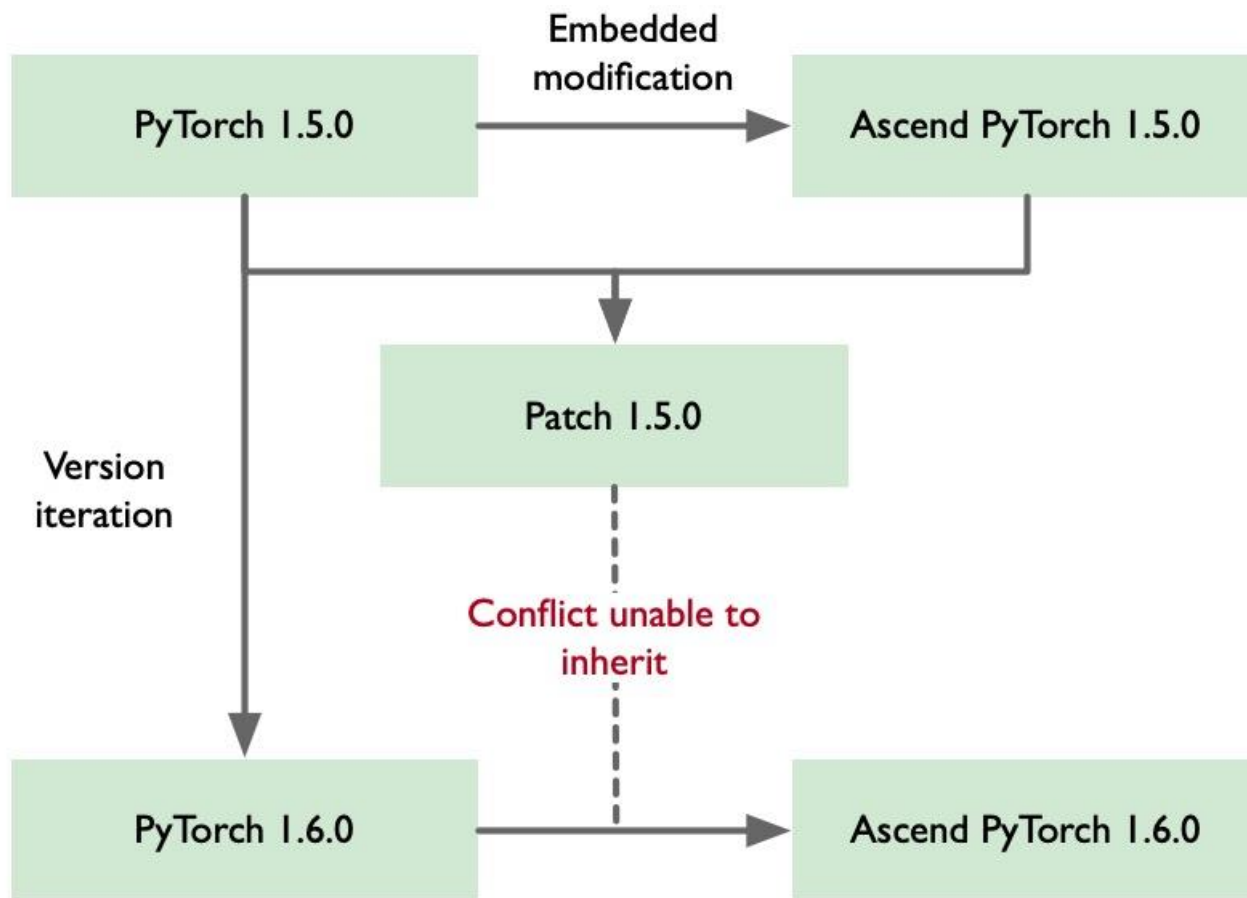 Embedded
modification
PyTorch 1.5.0
Ascend PyTorch 1.5.0
Patch 1.5.0
Version
iteration
Conflict unable to
inherit
PyTorch 1.6.0
Ascend PyTorch 1.6.0